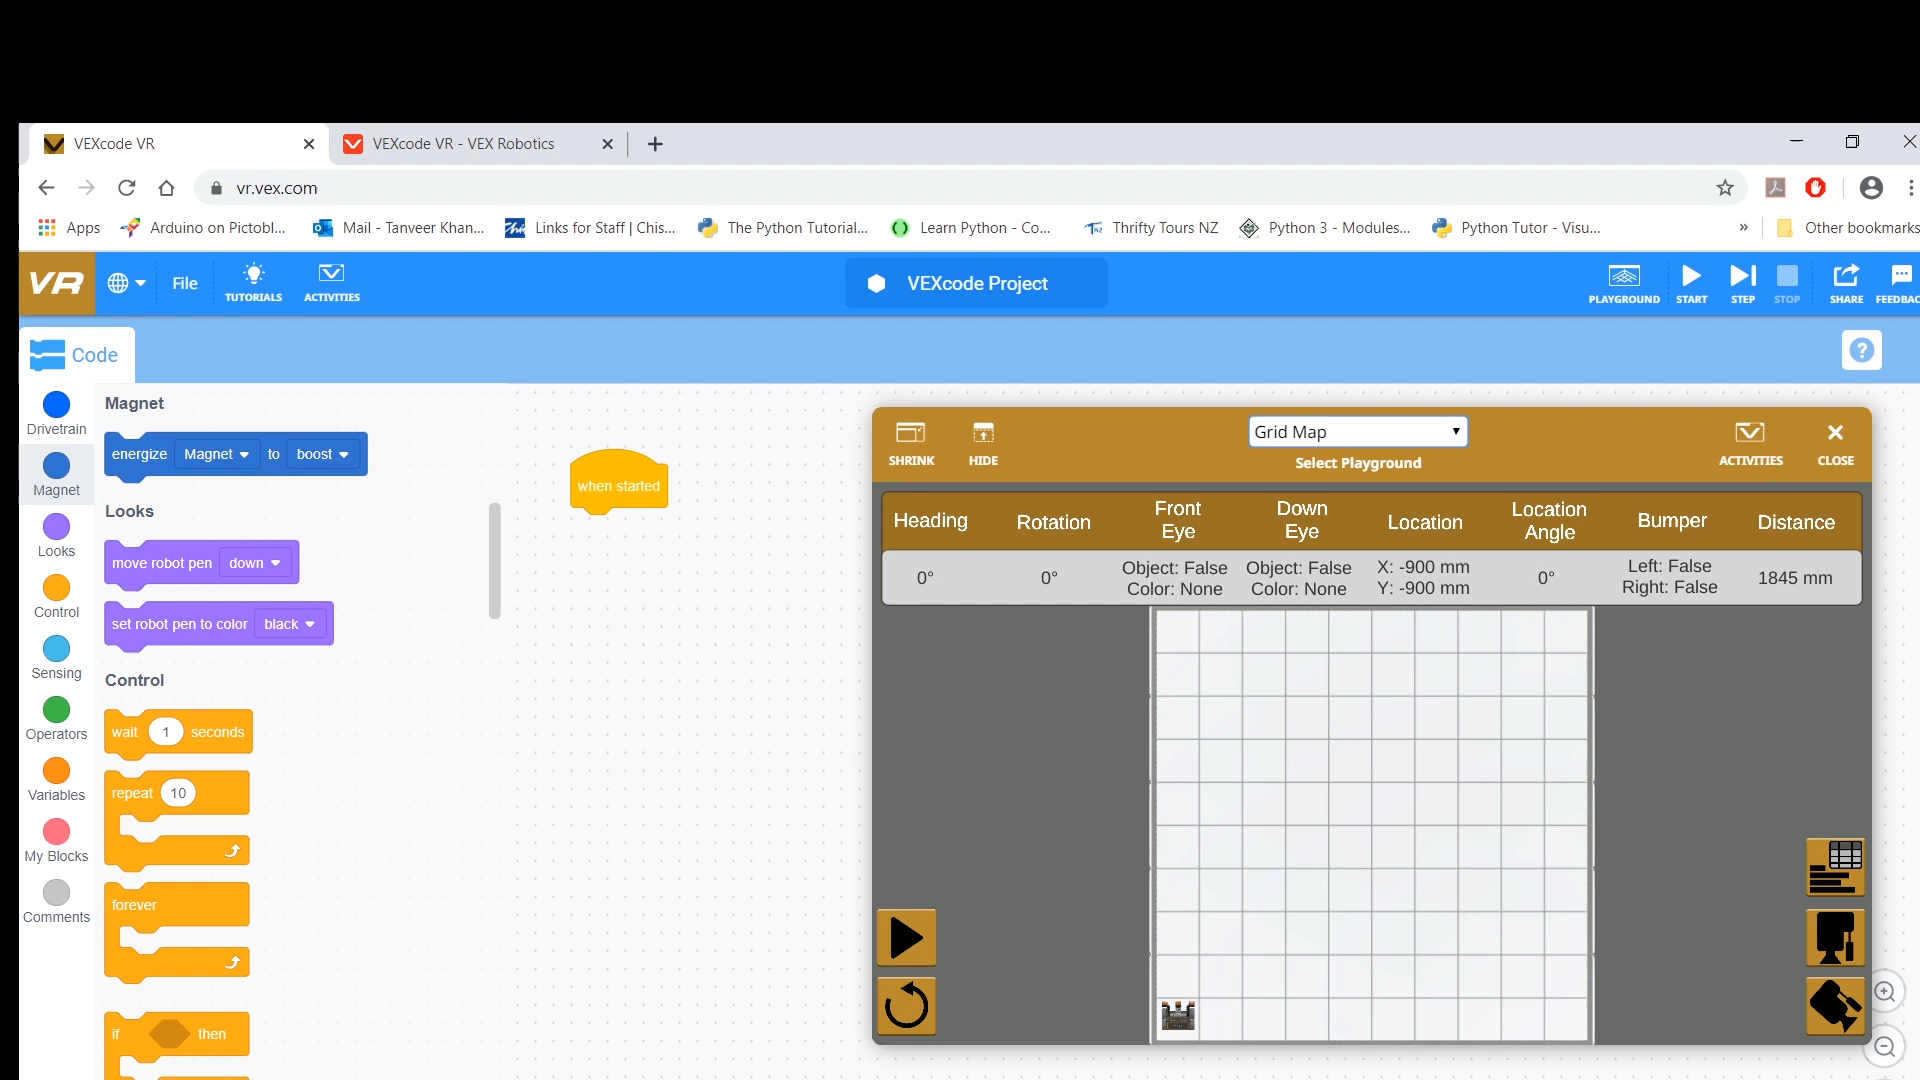 VEXcode VR
VEXcode VR - VEX Robotics
vr.vex.com
Apps
Arduino on Pictobl...
Mail - Tanveer Khan...
Links for Staff | Chis...
The Python Tutorial...
Learn Python - Co...
Thrifty Tours NZ
Python 3 - Modules...
Python Tutor - Visu...
»
Other bookmarks
VR
File
TUTORIALS
ACTIVITIES
VEXcode Project
PLAYGROUND
START
STEP
STOP
SHARE
FEEDBAC
Code
?
Drivetrain
Magnet
Looks
Control
Sensing
Operators
Variables
My Blocks
Comments
Magnet
energize Magnet to boost
Looks
move robot pen down
set robot pen to color black
Control
wait 1 seconds
repeat 10
forever
if then
when started
SHRINK
HIDE
Grid Map
Select Playground
ACTIVITIES
CLOSE
Heading
Rotation
Front
Eye
Down
Eye
Location
Location
Angle
Bumper
Distance
0°
0°
Object: False
Color: None
Object: False
Color: None
X: -900 mm
Y: -900 mm
0°
Left: False
Right: False
1845 mm